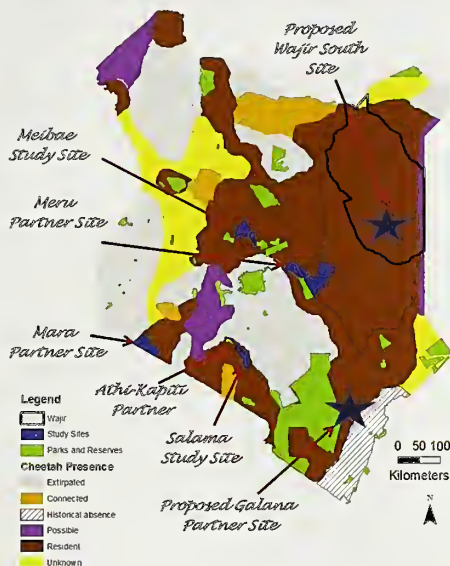 Proposed
Wajir South
Site
Meibae
Study Site
Meru
Partner Site
Mara
Partner Site
Athi-Kapiti
Partner
Salama
Study Site
Proposed Galana
Partner Site
Legend
Wajir
Study Sites
Parks and Reserves
Cheetah Presence
Extirpated
Connected
Historical absence
Possible
Resident
Unknown
0 50 100
Kilometers
N